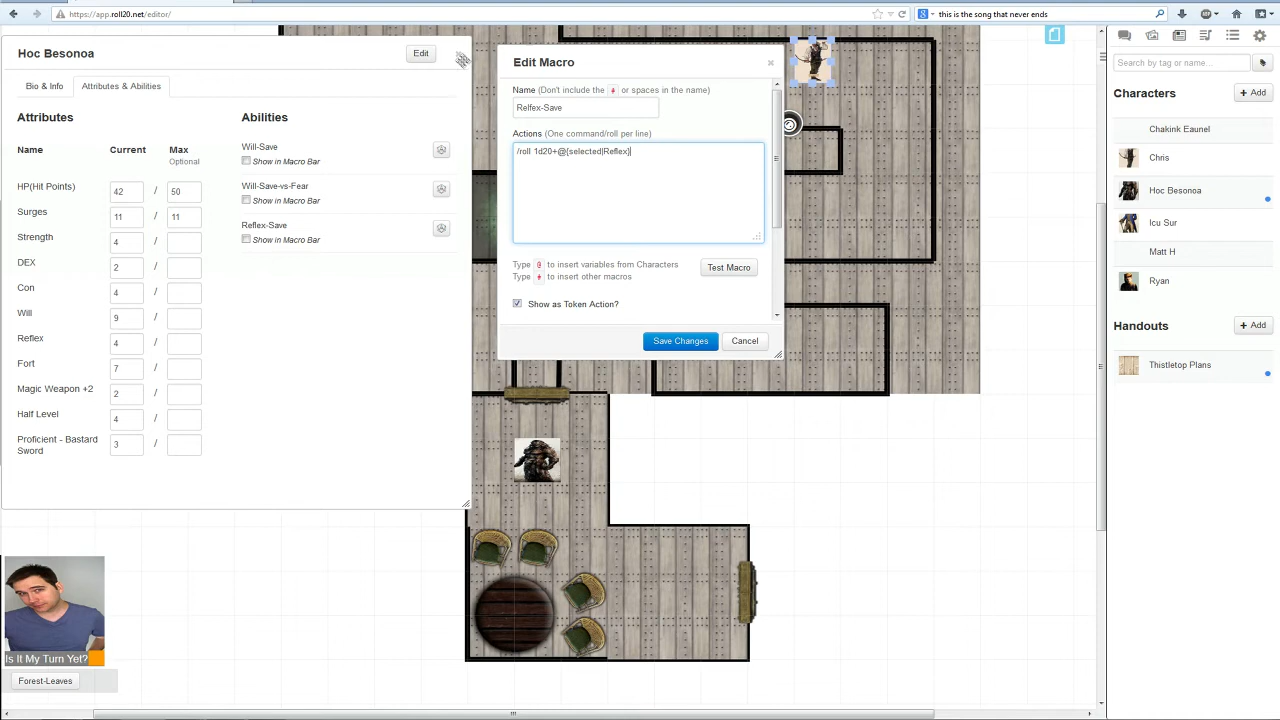 https://app.roll20.net/editor/
this is the song that never ends
Hoc Besonoa
Edit
Bio & Info
Attributes & Abilities
Attributes
Name
Current
Max
Optional
HP(Hit Points)
42 / 50
Surges
11 / 11
Strength
4 /
DEX
2 /
Con
4 /
Will
9 /
Reflex
4 /
Fort
7 /
Magic Weapon +2
2 /
Half Level
4 /
Proficient - Bastard
Sword
3 /
Abilities
Will-Save
Show in Macro Bar
Will-Save-vs-Fear
Show in Macro Bar
Reflex-Save
Show in Macro Bar
Edit Macro
Name (Don't include the # or spaces in the name)
Relfex-Save
Actions (One command/roll per line)
/roll 1d20+@{selected|Reflex}
Type @ to insert variables from Characters
Type # to insert other macros
Test Macro
Show as Token Action?
Save Changes
Cancel
Search by tag or name...
Characters
+ Add
Chakink Eaunel
Chris
Hoc Besonoa
Icu Sur
Matt H
Ryan
Handouts
+ Add
Thistletop Plans
Is it My Turn Yet?
Forest-Leaves